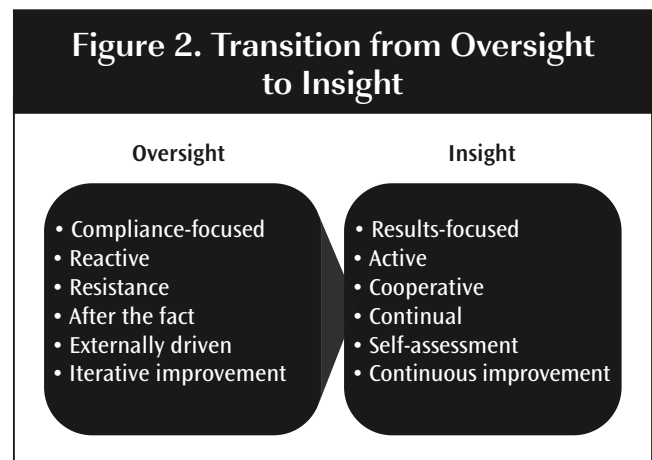 Figure 2. Transition from Oversight
to Insight
Oversight
• Compliance-focused
• Reactive
• Resistance
• After the fact
• Externally driven
• Iterative improvement
Insight
• Results-focused
• Active
• Cooperative
• Continual
• Self-assessment
• Continuous improvement